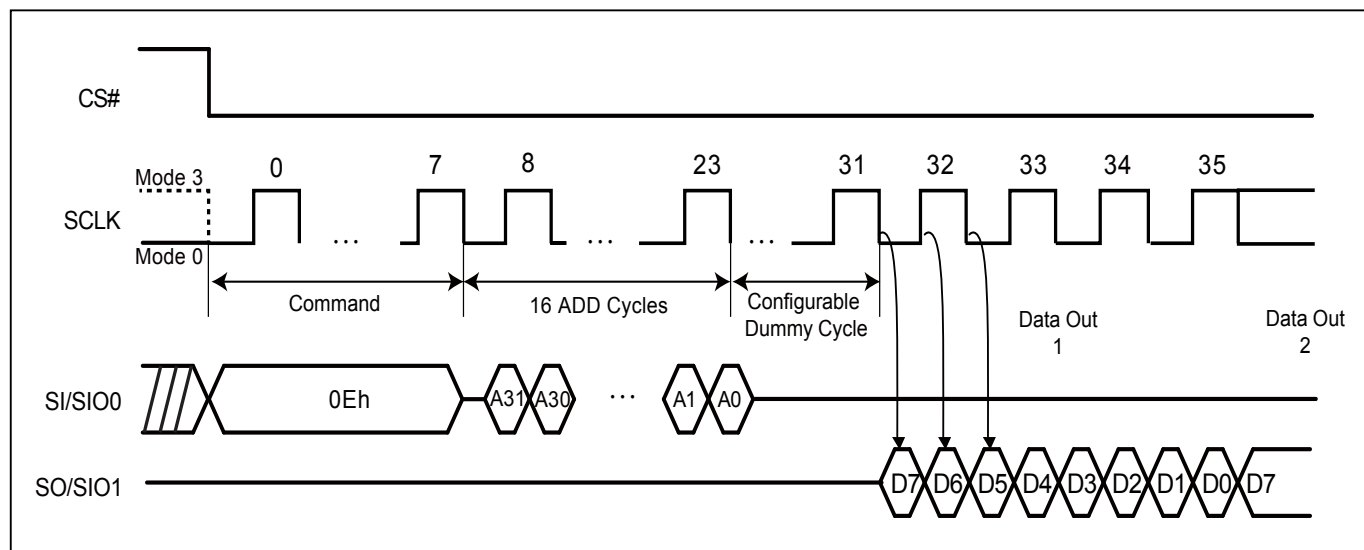 CS#
0 7 8 23 31 32 33 34 35
Mode 3
SCLK
... ... ...
Mode 0
Command
16 ADD Cycles
Configurable
Dummy Cycle
Data Out
1
Data Out
2
SI/SIO0
0Eh
A31 A30 ... A1 A0
SO/SIO1
D7 D6 D5 D4 D3 D2 D1 D0 D7